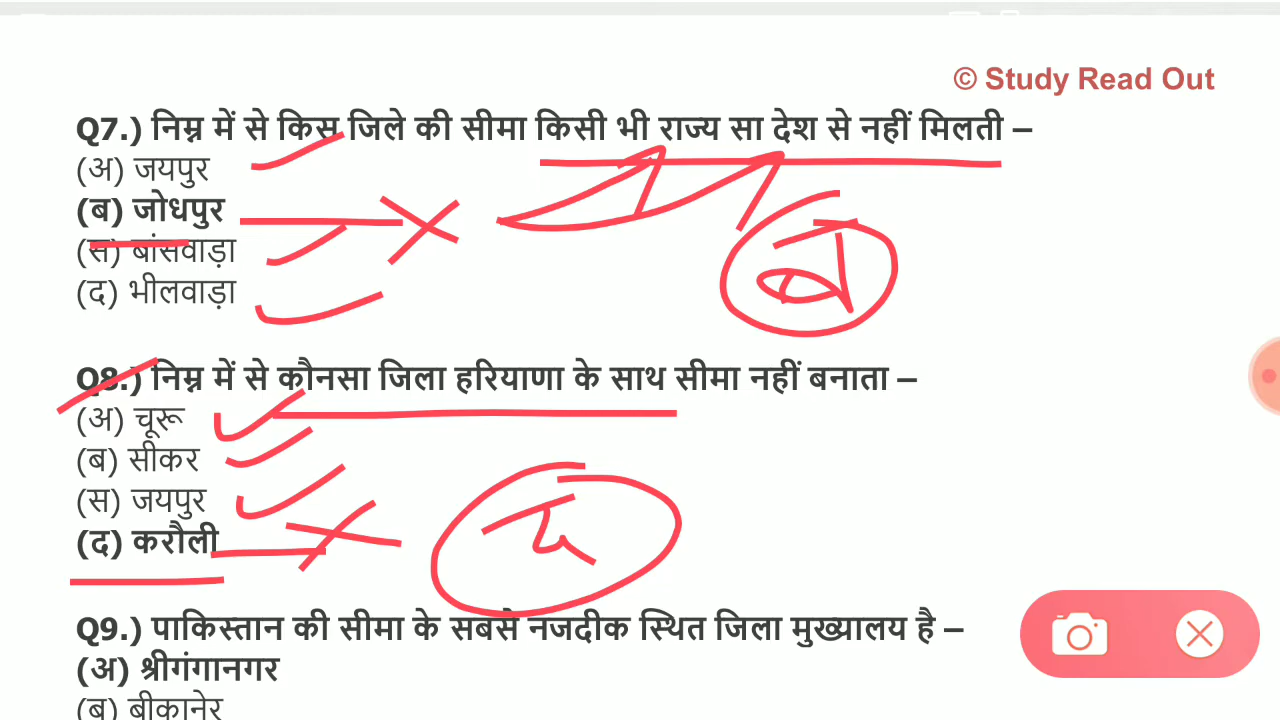 © Study Read Out
Q7.) निम्न में से किस जिले की सीमा किसी भी राज्य सा देश से नहीं मिलती –
(अ) जयपुर
(ब) जोधपुर
(स) बांसवाड़ा
(द) भीलवाड़ा
ब
Q8.) निम्न में से कौनसा जिला हरियाणा के साथ सीमा नहीं बनाता –
(अ) चूरू
(ब) सीकर
(स) जयपुर
(द) करौली
द
Q9.) पाकिस्तान की सीमा के सबसे नजदीक स्थित जिला मुख्यालय है –
(अ) श्रीगंगानगर
(ब) बीकानेर